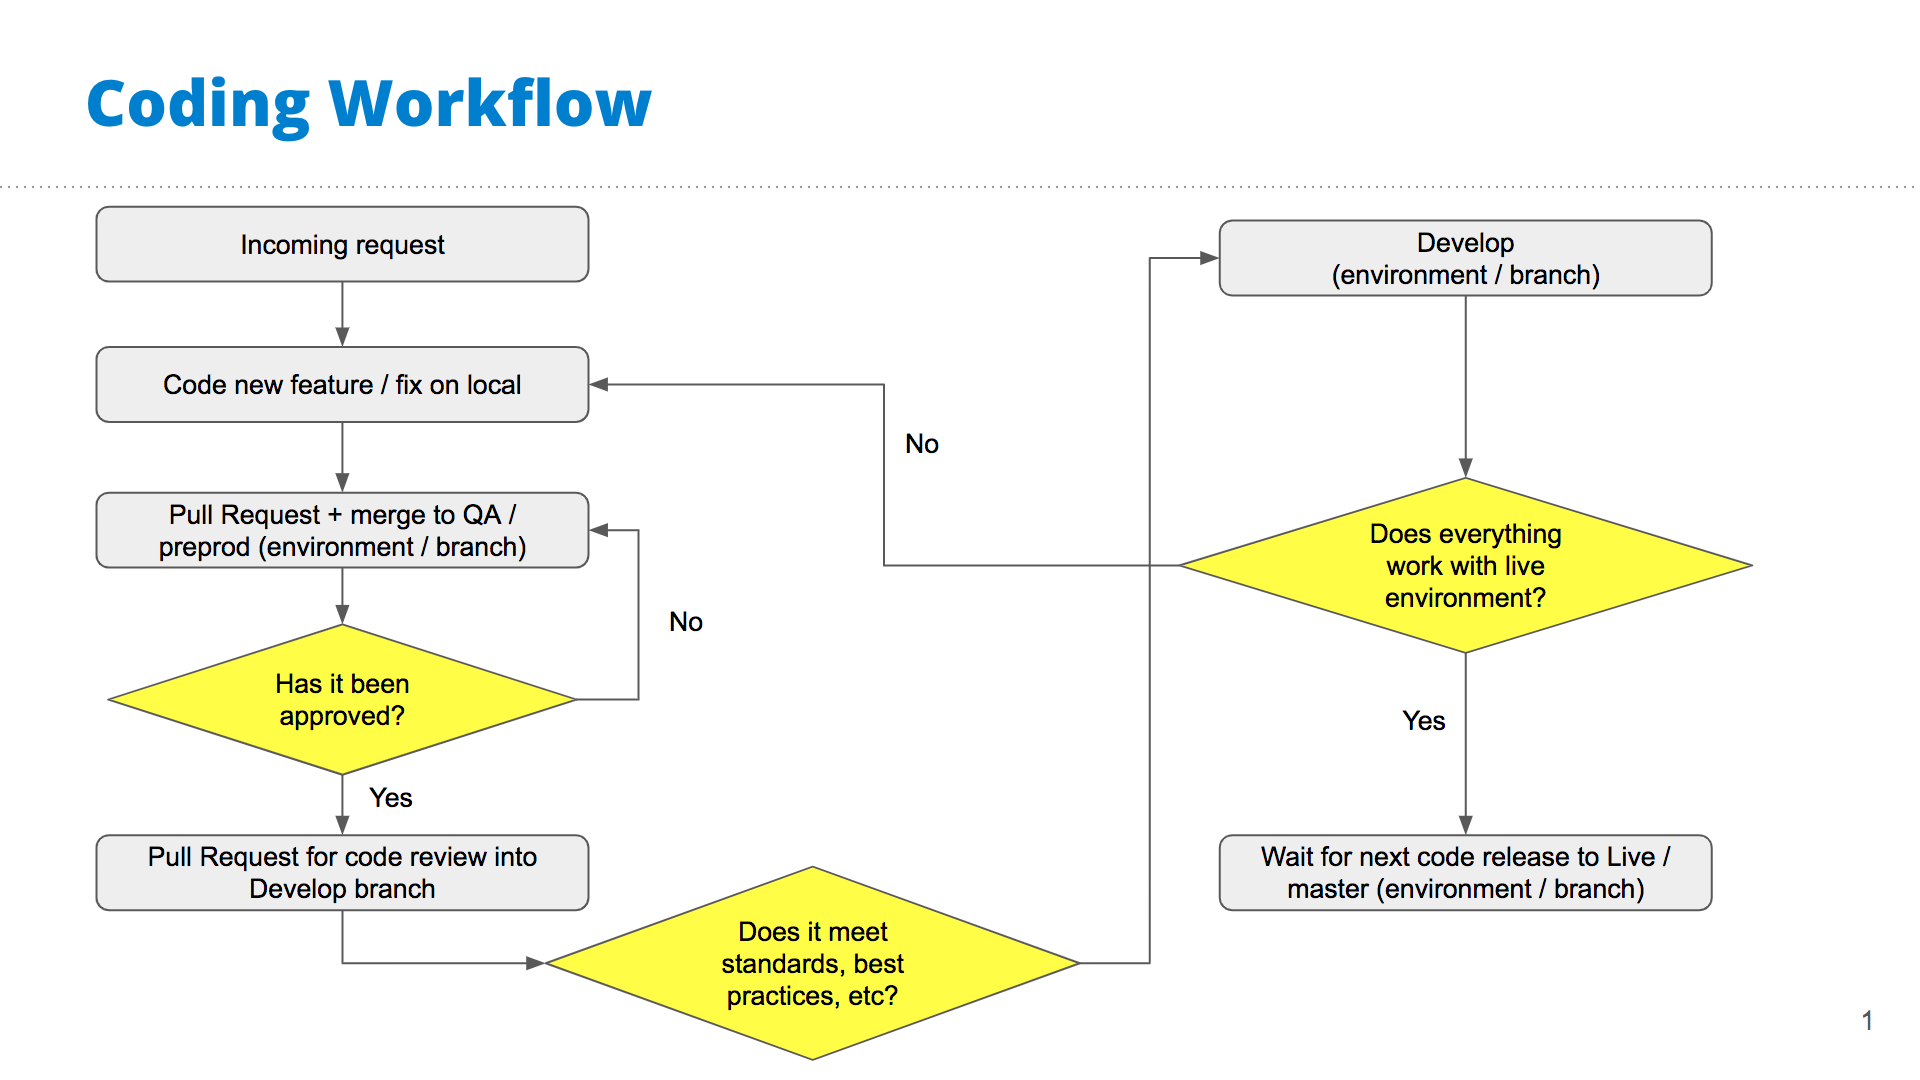 Coding Workflow
Incoming request
Code new feature / fix on local
Pull Request + merge to QA /
preprod (environment / branch)
No
Has it been
approved?
Yes
Pull Request for code review into
Develop branch
Does it meet
standards, best
practices, etc?
No
Develop
(environment / branch)
Does everything
work with live
environment?
Yes
Wait for next code release to Live /
master (environment / branch)
1